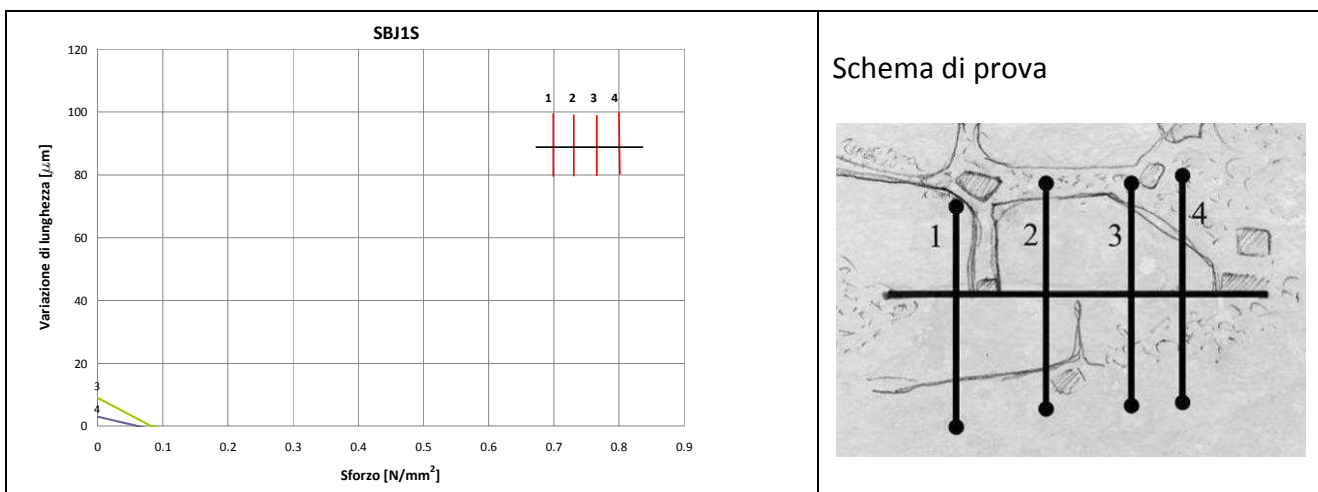 SBJ1S
120
100
80
60
40
20
0
Variazione di lunghezza [μm]
1 2 3 4
3
4
0 0.1 0.2 0.3 0.4 0.5 0.6 0.7 0.8 0.9
Sforzo [N/mm²]
Schema di prova
1 2 3 4